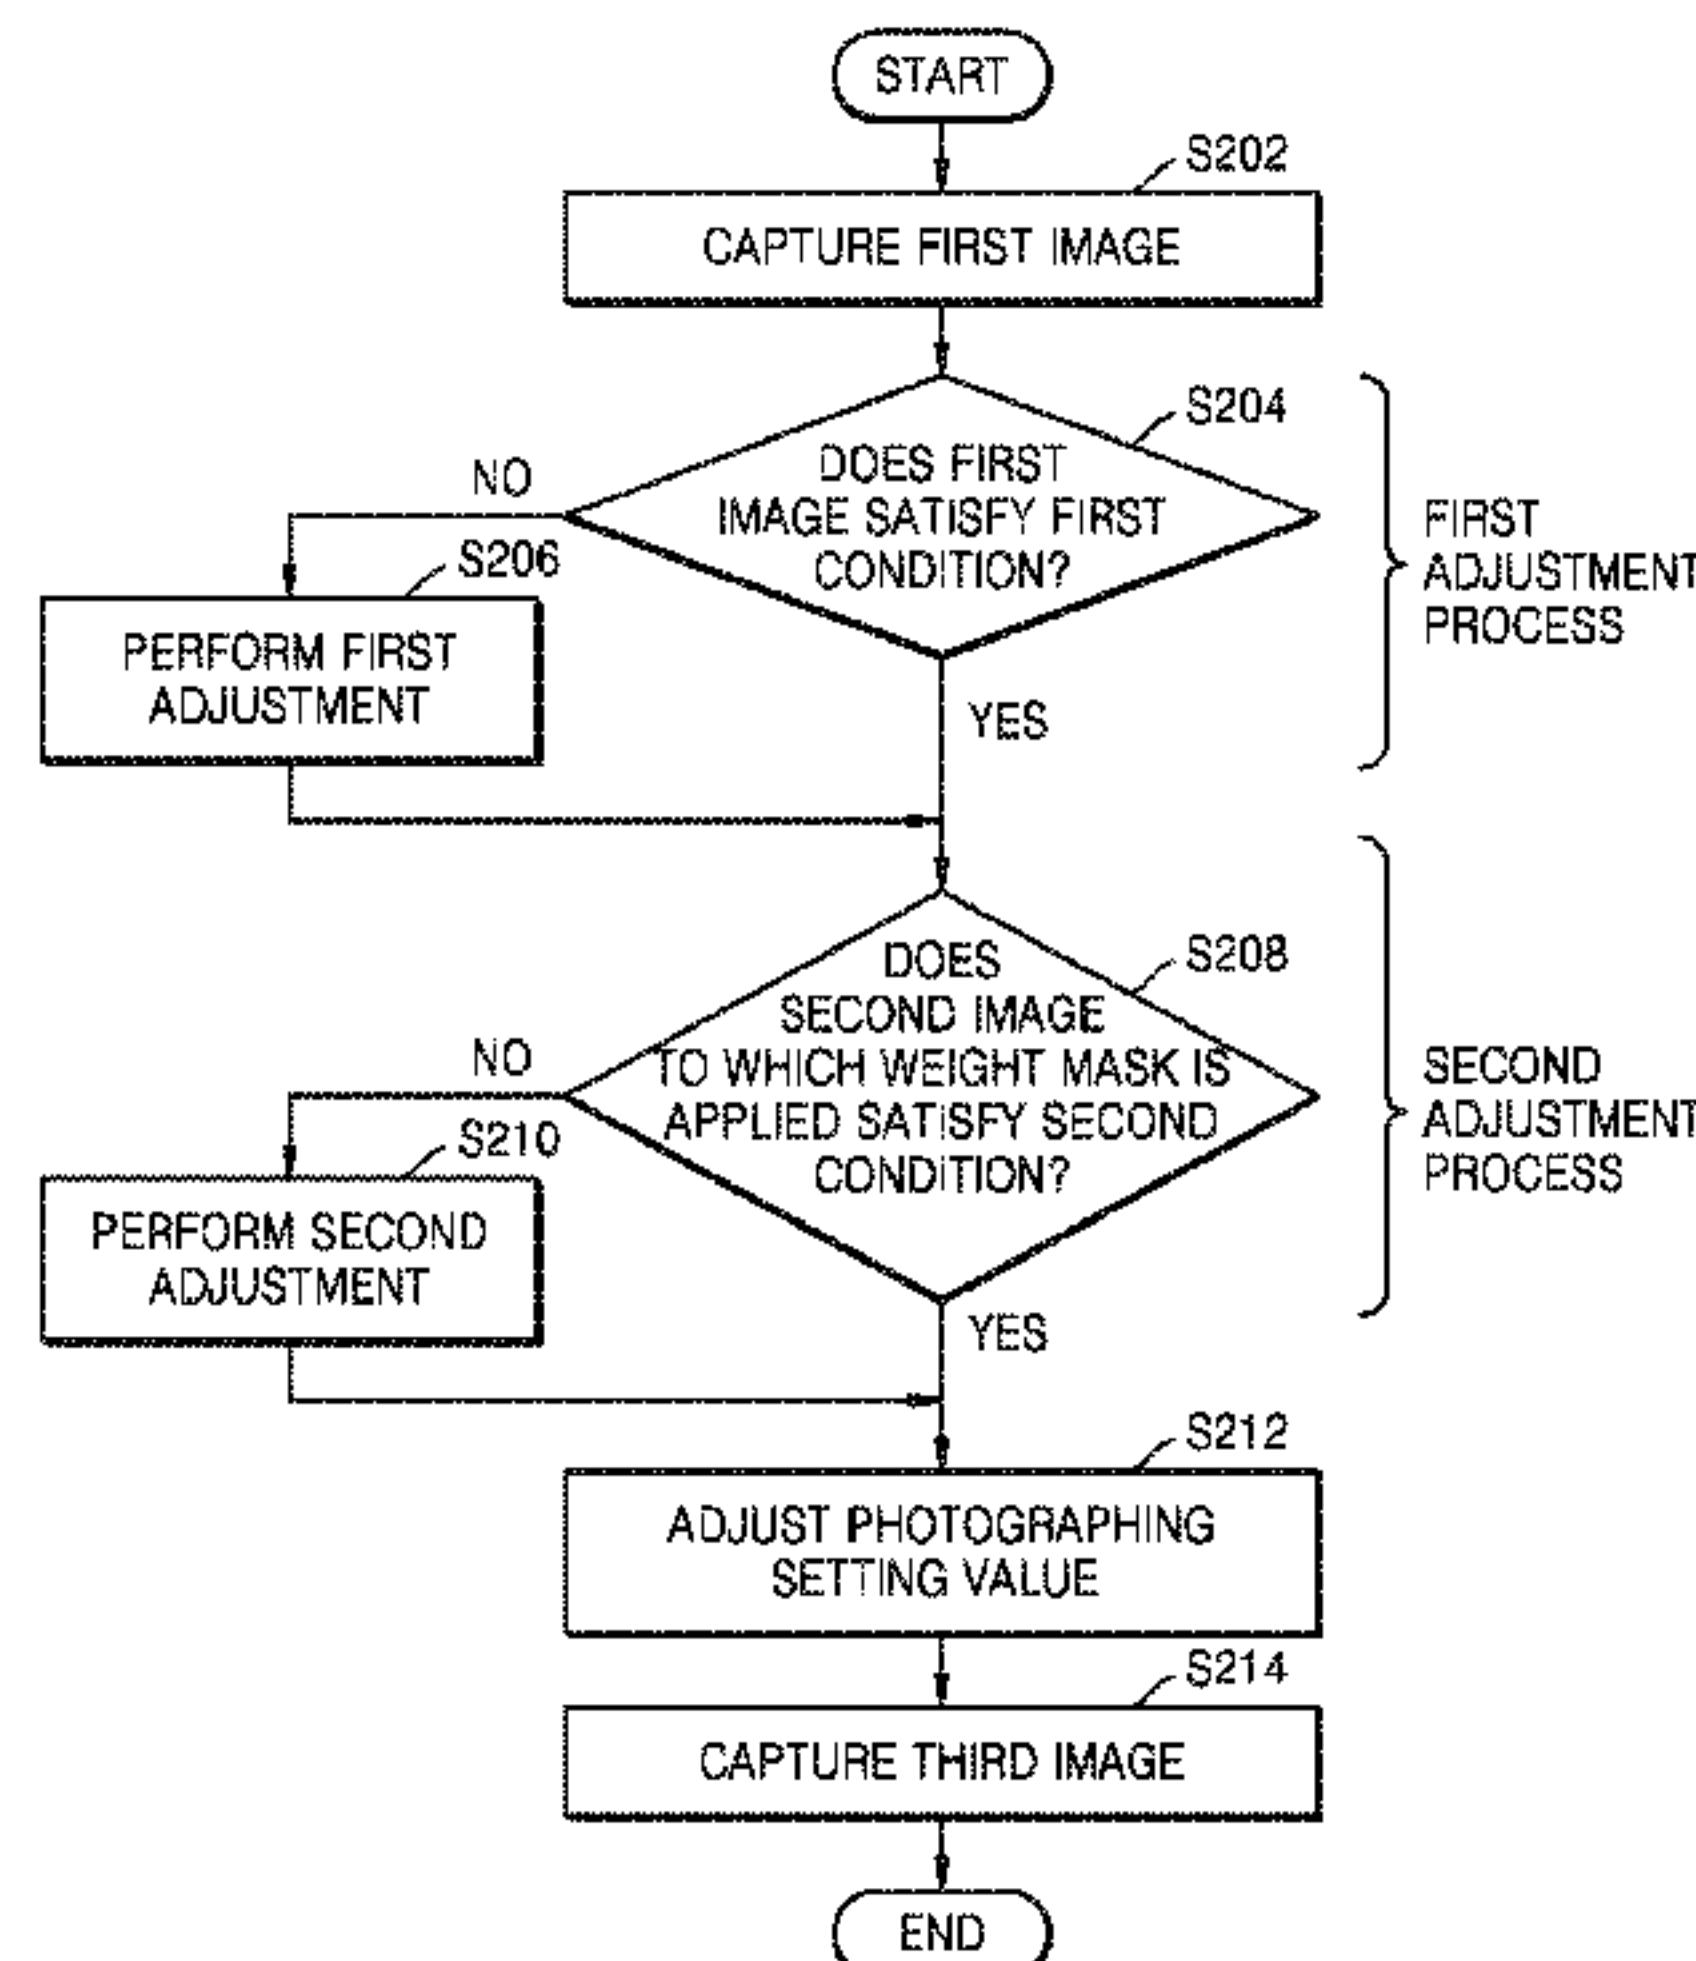 START
S202
CAPTURE FIRST IMAGE
S204
DOES FIRST
IMAGE SATISFY FIRST
CONDITION?
NO
YES
FIRST
ADJUSTMENT
PROCESS
S206
PERFORM FIRST
ADJUSTMENT
S208
DOES
SECOND IMAGE
TO WHICH WEIGHT MASK IS
APPLIED SATISFY SECOND
CONDITION?
NO
YES
SECOND
ADJUSTMENT
PROCESS
S210
PERFORM SECOND
ADJUSTMENT
S212
ADJUST PHOTOGRAPHING
SETTING VALUE
S214
CAPTURE THIRD IMAGE
END